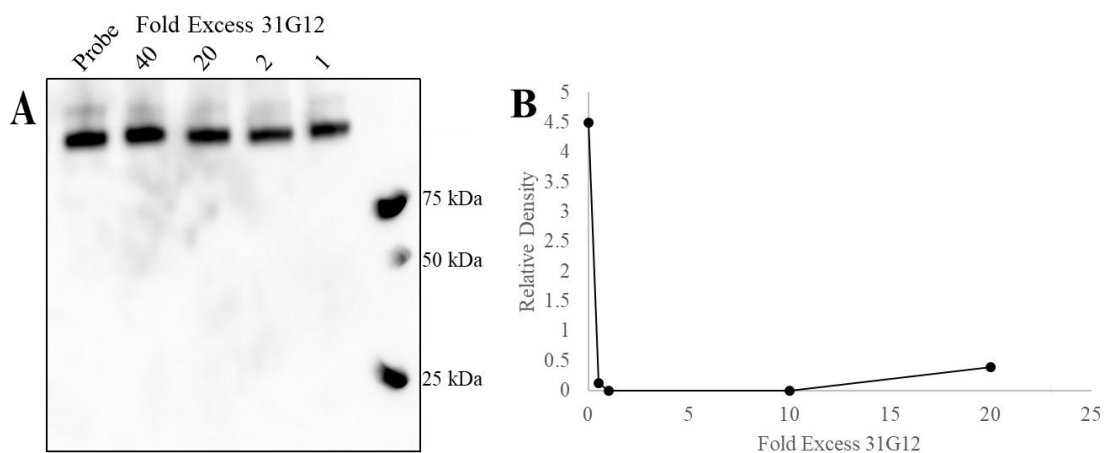 Fold Excess 31G12
Probe 40 20 2 1
A
75 kDa
50 kDa
25 kDa
B
5
4.5
4
3.5
3
2.5
2
1.5
1
0.5
0
Relative Density
0 5 10 15 20 25
Fold Excess 31G12